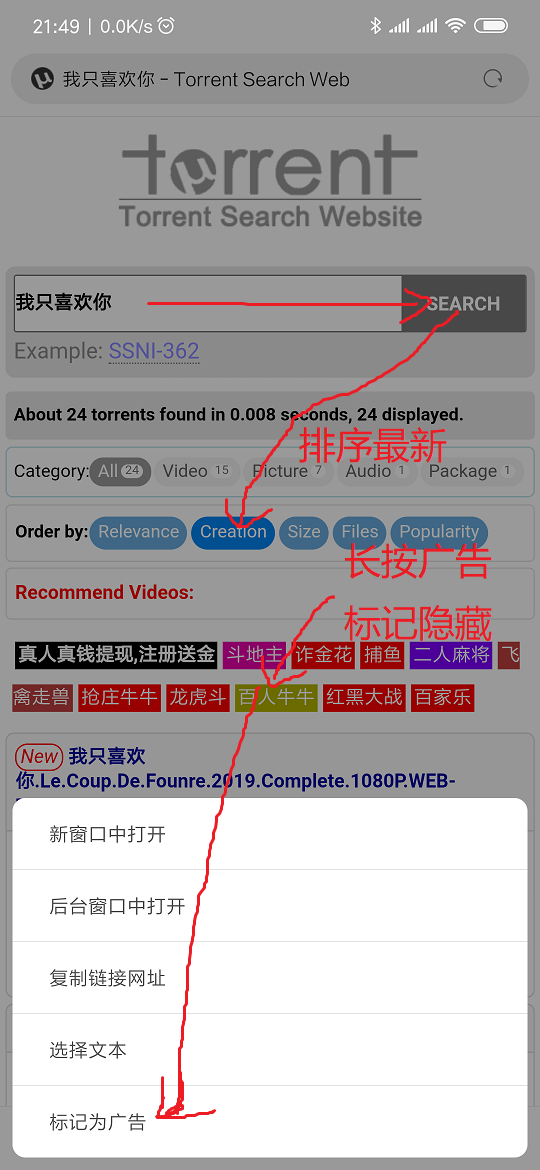 21:49 | 0.0K/s
我只喜欢你 - Torrent Search Web
torrent
Torrent Search Website
我只喜欢你
SEARCH
Example: SSNI-362
About 24 torrents found in 0.008 seconds, 24 displayed.
排序最新
Category: All 24 Video 15 Picture 7 Audio 1 Package 1
Order by: Relevance Creation Size Files Popularity
长按广告
Recommend Videos:
标记隐藏
真人真钱提现,注册送金 斗地主 诈金花 捕鱼 二人麻将 飞
禽走兽 抢庄牛牛 龙虎斗 百人牛牛 红黑大战 百家乐
New 我只喜欢
你.Le.Coup.De.Founre.2019.Complete.1080P.WEB-
新窗口中打开
后台窗口中打开
复制链接网址
选择文本
标记为广告